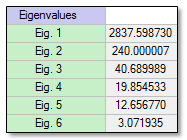 Eigenvalues
Eig. 1 2837.598730
Eig. 2 240.000007
Eig. 3 40.689989
Eig. 4 19.854533
Eig. 5 12.656770
Eig. 6 3.071935